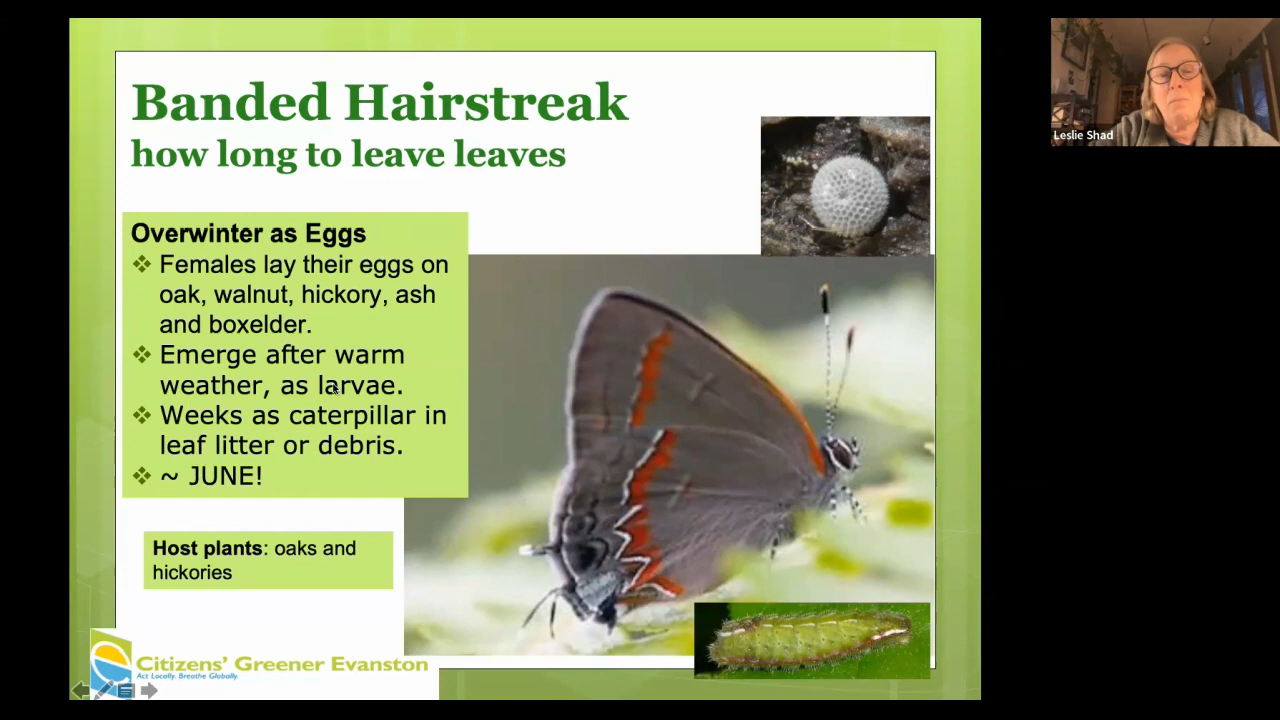 Banded Hairstreak
how long to leave leaves
Overwinter as Eggs
❖ Females lay their eggs on
oak, walnut, hickory, ash
and boxelder.
❖ Emerge after warm
weather, as larvae.
❖ Weeks as caterpillar in
leaf litter or debris.
❖ ~ JUNE!
Host plants: oaks and
hickories
Citizens' Greener Evanston
Act Locally. Breathe Globally.
Leslie Shad